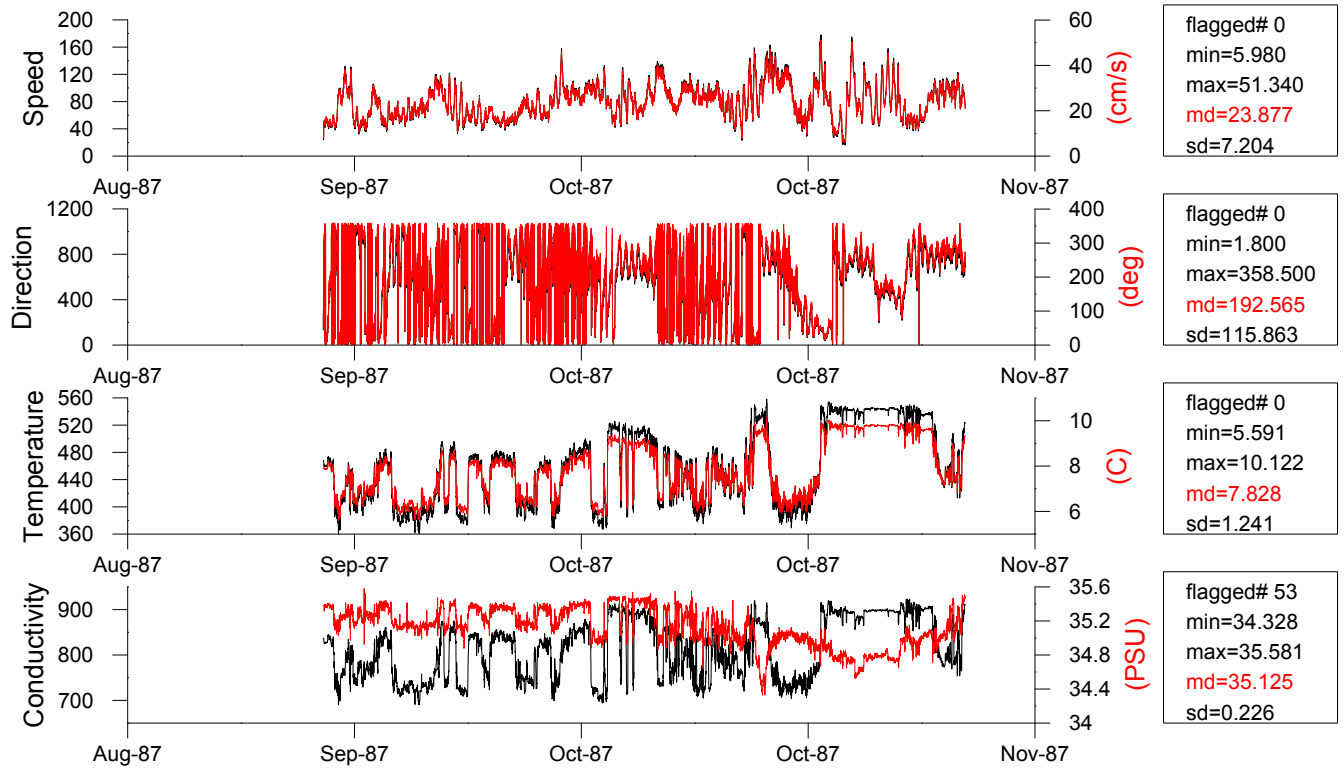 200
160
120
80
40
0
Speed
60
40
20
0
(cm/s)
Aug-87 Sep-87 Oct-87 Oct-87 Nov-87
flagged# 0
min=5.980
max=51.340
md=23.877
sd=7.204
1200
800
400
0
Direction
400
300
200
100
0
(deg)
Aug-87 Sep-87 Oct-87 Oct-87 Nov-87
flagged# 0
min=1.800
max=358.500
md=192.565
sd=115.863
560
520
480
440
400
360
Temperature
10
8
6
(C)
Aug-87 Sep-87 Oct-87 Oct-87 Nov-87
flagged# 0
min=5.591
max=10.122
md=7.828
sd=1.241
900
800
700
Conductivity
35.6
35.2
34.8
34.4
34
(PSU)
Aug-87 Sep-87 Oct-87 Oct-87 Nov-87
flagged# 53
min=34.328
max=35.581
md=35.125
sd=0.226